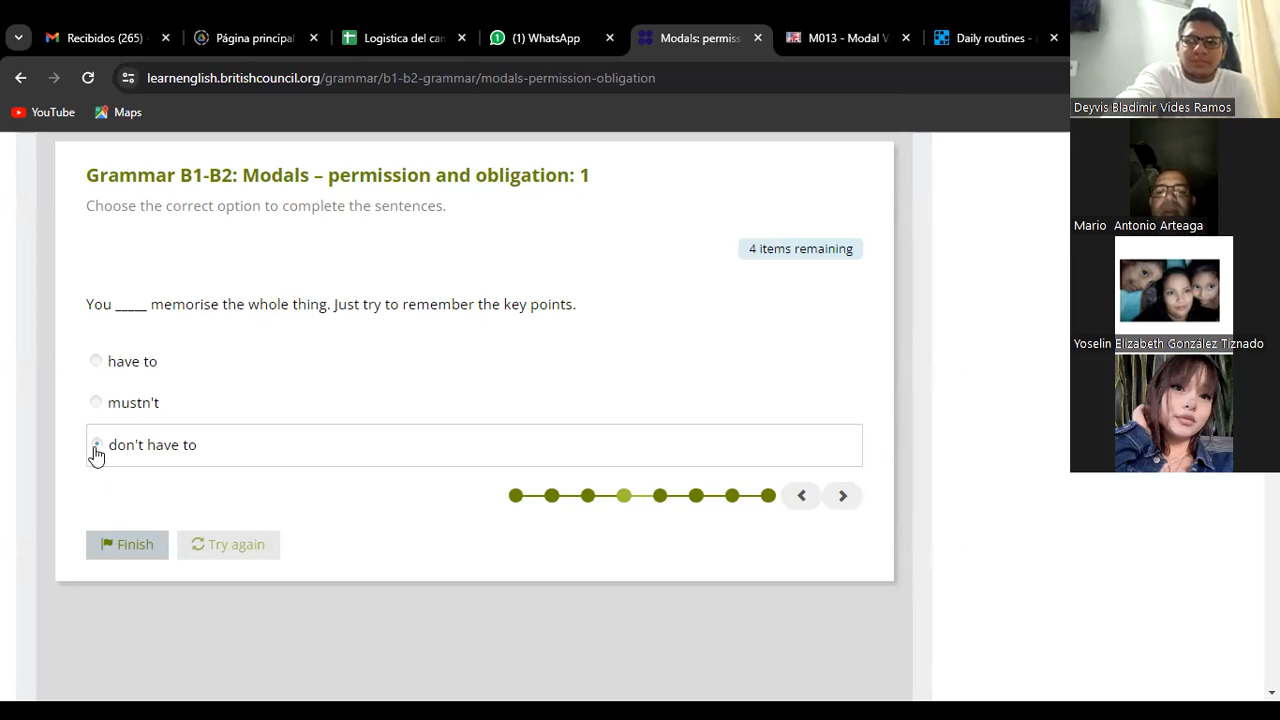 Recibidos (265)
Página principal
Logistica del car
(1) WhatsApp
Modals: permiss
M013 - Modal V
Daily routines -
learnenglish.britishcouncil.org/grammar/b1-b2-grammar/modals-permission-obligation
YouTube
Maps
Deyvis Bladimir Vides Ramos
Mario Antonio Arteaga
Yoselin Elizabeth González Tiznado
Grammar B1-B2: Modals – permission and obligation: 1
Choose the correct option to complete the sentences.
4 items remaining
You _____ memorise the whole thing. Just try to remember the key points.
have to
mustn't
don't have to
Finish
Try again